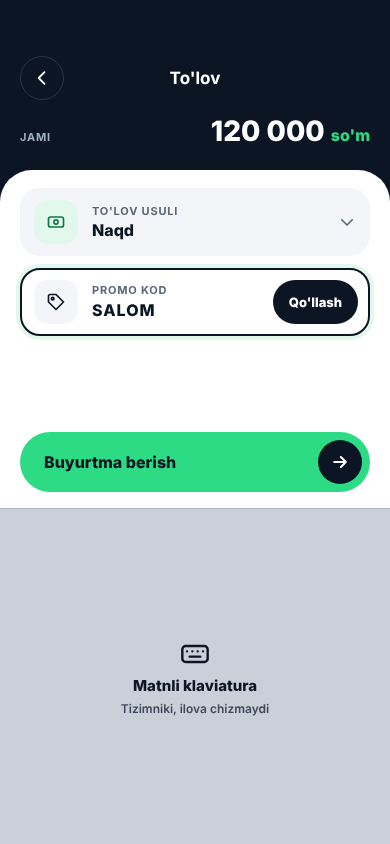 To'lov
JAMI
120 000 so'm
TO'LOV USULI
Naqd
PROMO KOD
SALOM
Qo'llash
Buyurtma berish
Matnli klaviatura
Tizimniki, ilova chizmaydi